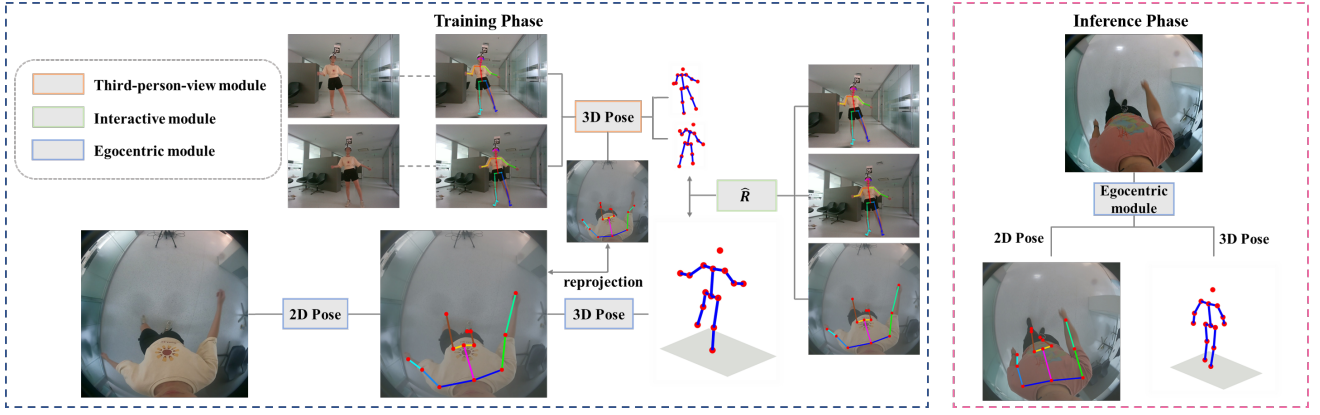 Training Phase
Third-person-view module
Interactive module
Egocentric module
3D Pose
R̂
reprojection
2D Pose
3D Pose
Inference Phase
Egocentric
module
2D Pose
3D Pose